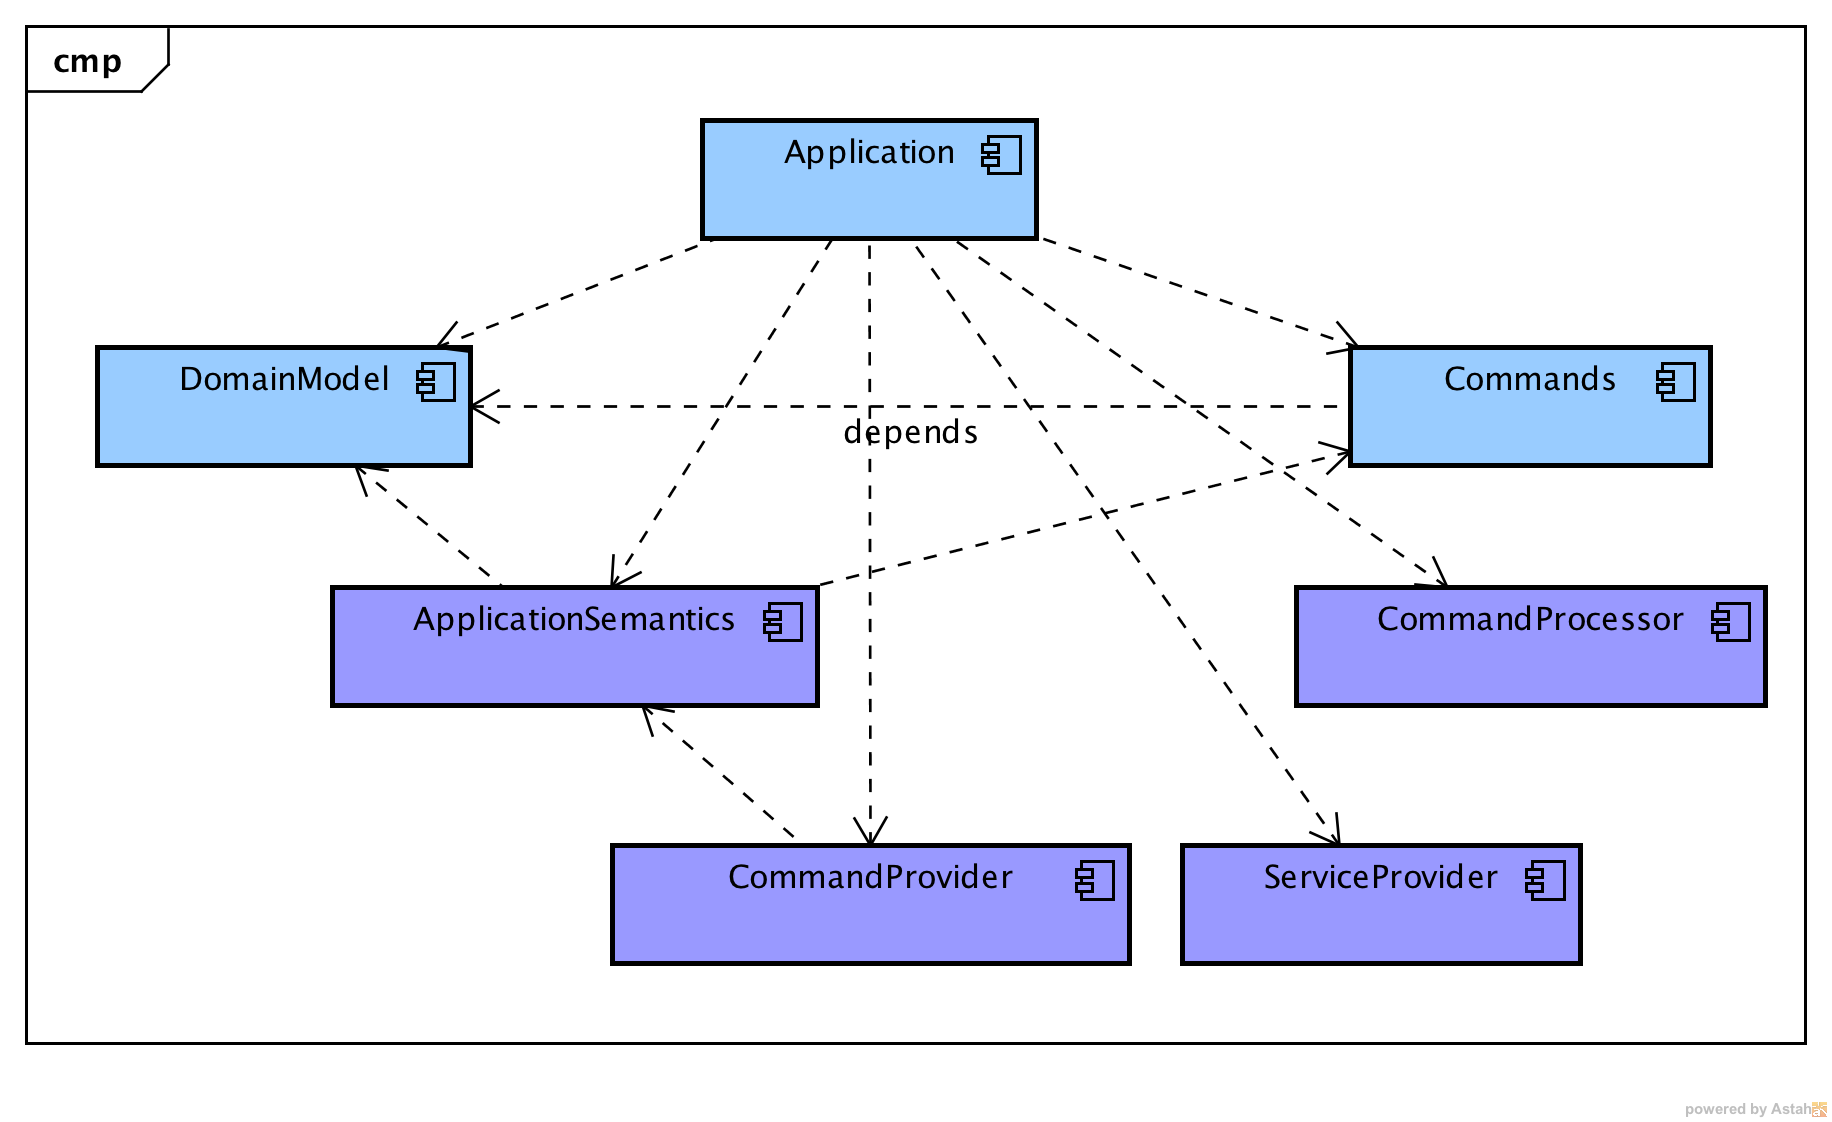 cmp
Application
DomainModel
Commands
depends
ApplicationSemantics
CommandProcessor
CommandProvider
ServiceProvider
powered by Astah